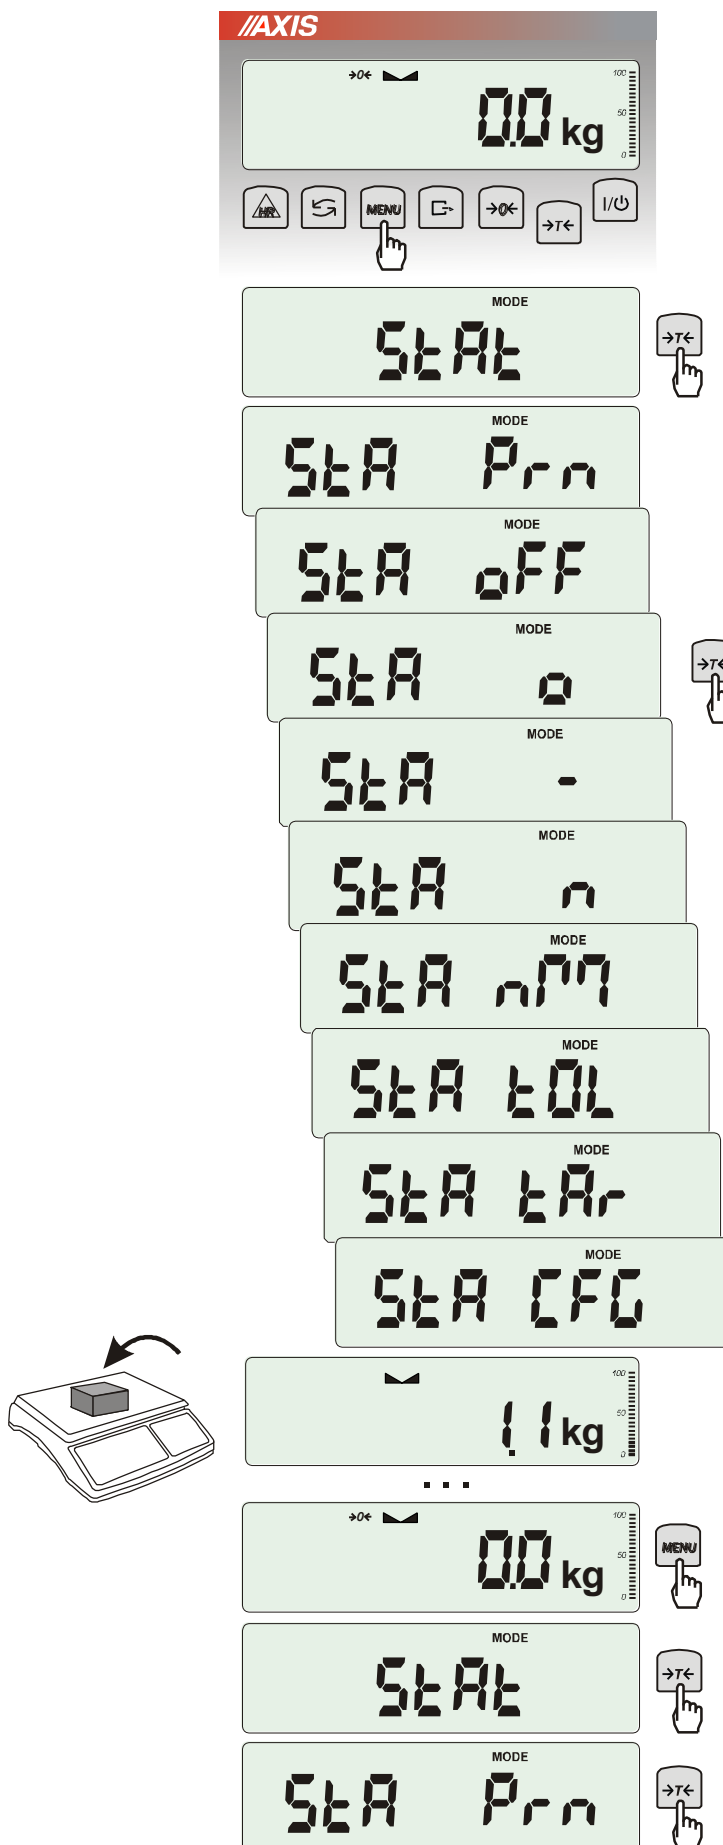 //AXIS
→0← 100
50
0.0 kg
0
HR MENU →0← →T← I/⏻
MODE
StAt →T←
MODE
StA Prn
MODE
StA oFF
MODE
StA o →T←
MODE
StA -
MODE
StA n
MODE
StA nM
MODE
StA tOL
MODE
StA tAr
MODE
StA CFG
100
50
1.1 kg
0
...
→0← 100
50
0.0 kg MENU
0
MODE
StAt →T←
MODE
StA Prn →T←